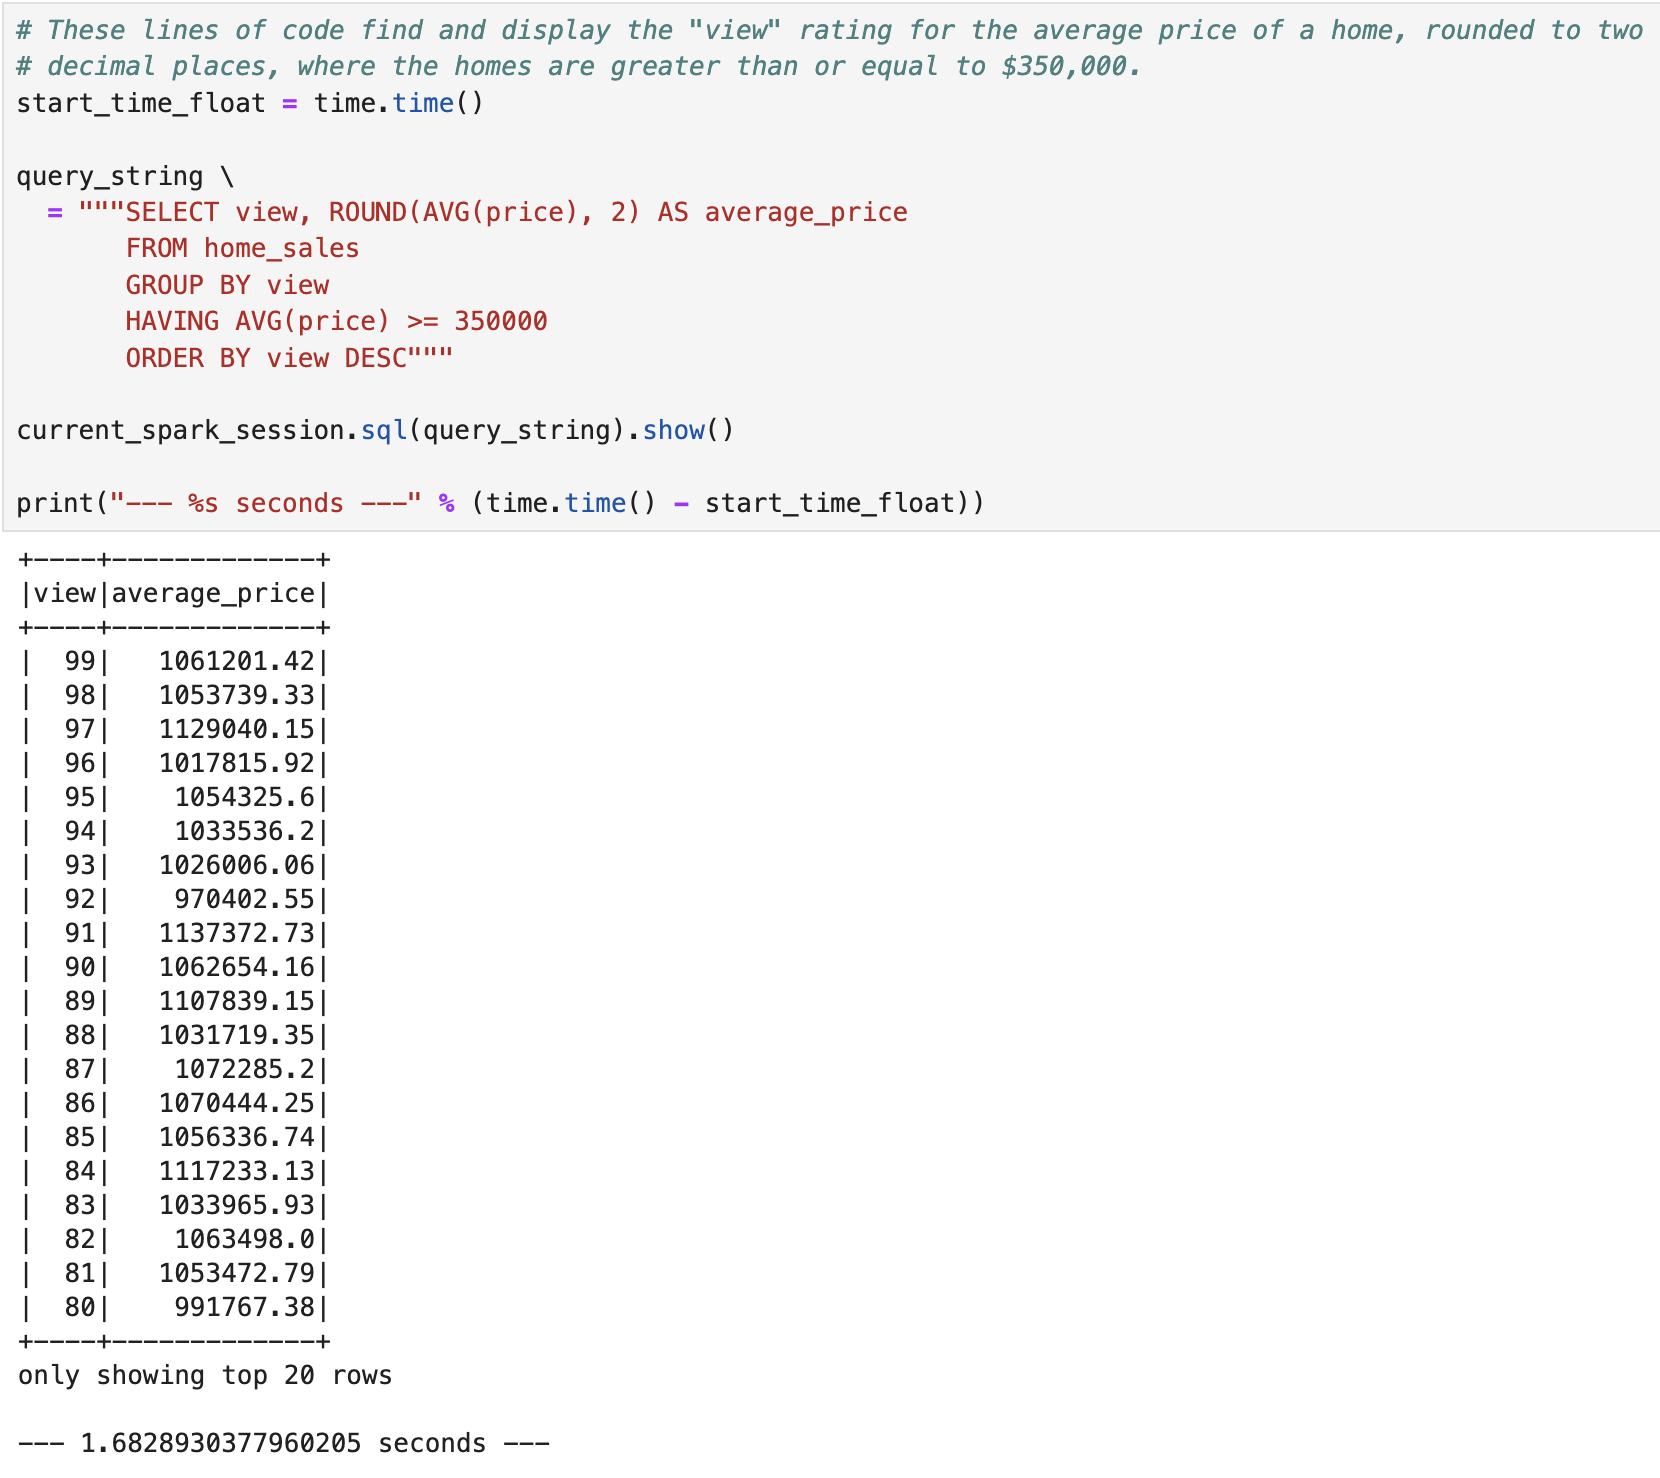 # These lines of code find and display the "view" rating for the average price of a home, rounded to two
# decimal places, where the homes are greater than or equal to $350,000.
start_time_float = time.time()

query_string \
  = """SELECT view, ROUND(AVG(price), 2) AS average_price
       FROM home_sales
       GROUP BY view
       HAVING AVG(price) >= 350000
       ORDER BY view DESC"""

current_spark_session.sql(query_string).show()

print("--- %s seconds ---" % (time.time() - start_time_float))
+----+-------------+
|view|average_price|
+----+-------------+
|  99|   1061201.42|
|  98|   1053739.33|
|  97|   1129040.15|
|  96|   1017815.92|
|  95|    1054325.6|
|  94|    1033536.2|
|  93|   1026006.06|
|  92|    970402.55|
|  91|   1137372.73|
|  90|   1062654.16|
|  89|   1107839.15|
|  88|   1031719.35|
|  87|    1072285.2|
|  86|   1070444.25|
|  85|   1056336.74|
|  84|   1117233.13|
|  83|   1033965.93|
|  82|    1063498.0|
|  81|   1053472.79|
|  80|    991767.38|
+----+-------------+
only showing top 20 rows

--- 1.6828930377960205 seconds ---